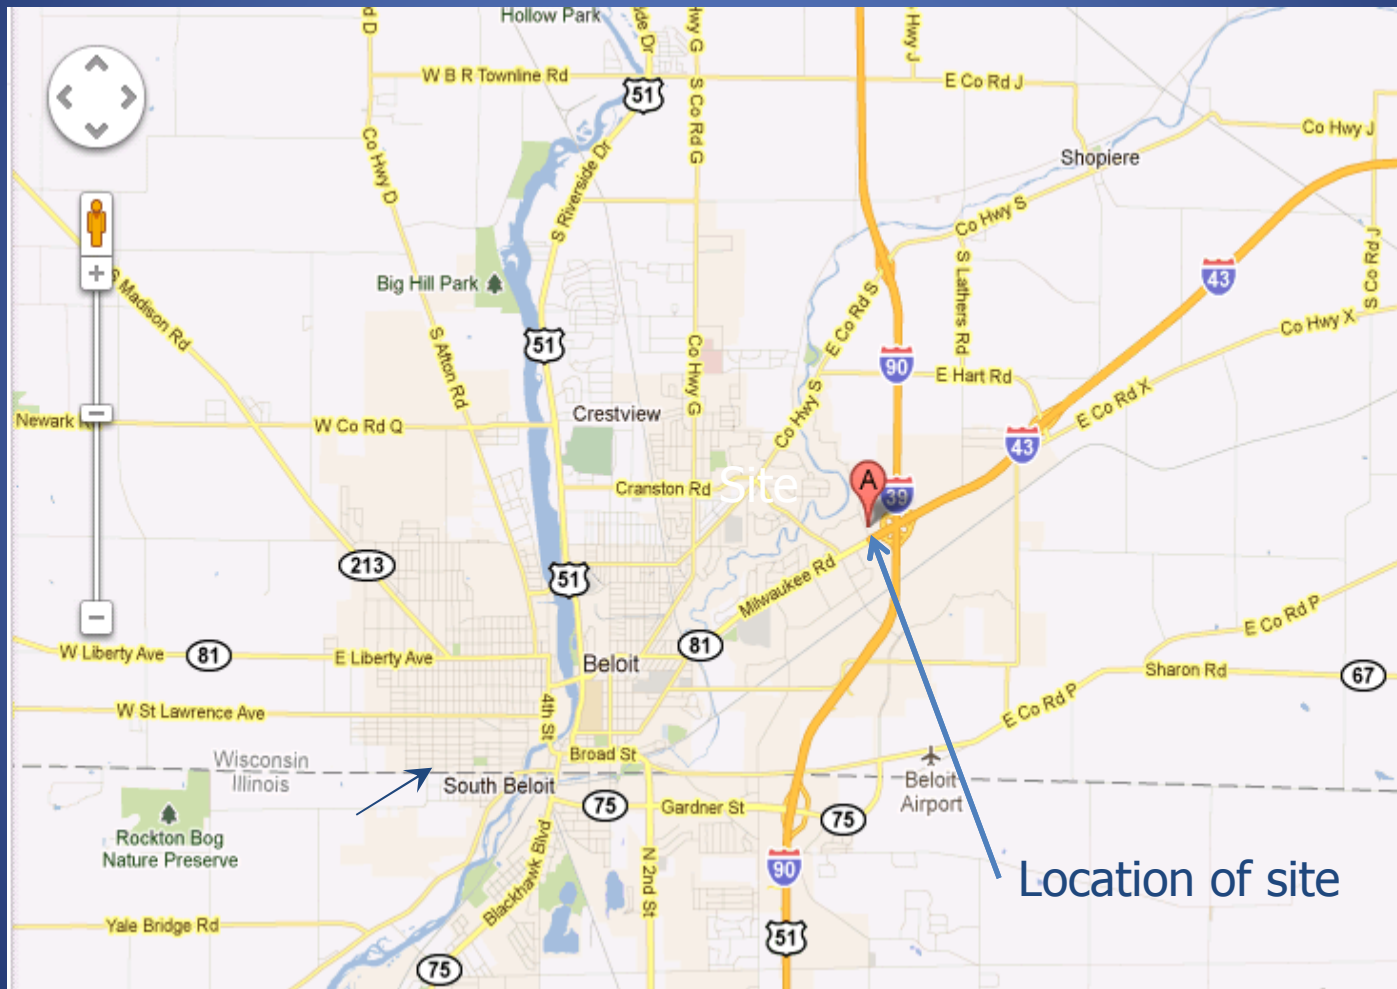 Hollow Park
rd D
yde Dr
Hwy G
Hwy J
W B R Townline Rd
51
E Co Rd J
S Co Rd G
Co Hwy J
Co Hwy D
S Riverside Dr
Shopiere
Co Hwy S
S Lathers Rd
S Co Rd J
Big Hill Park
43
S Madison Rd
E Co Rd S
51
S Afton Rd
Co Hwy G
90
E Hart Rd
Co Hwy X
E Co Rd X
Newark
W Co Rd Q
Crestview
Co Hwy S
43
Cranston Rd
Site
A
39
213
51
Milwaukee Rd
E Co Rd P
W Liberty Ave
81
E Liberty Ave
Beloit
81
Sharon Rd
67
W St Lawrence Ave
4th St
E Co Rd P
Broad St
Wisconsin
Illinois
South Beloit
Beloit
Airport
75
Gardner St
75
Rockton Bog
Nature Preserve
Blackhawk Blvd
N 2nd St
90
Location of site
Yale Bridge Rd
51
75